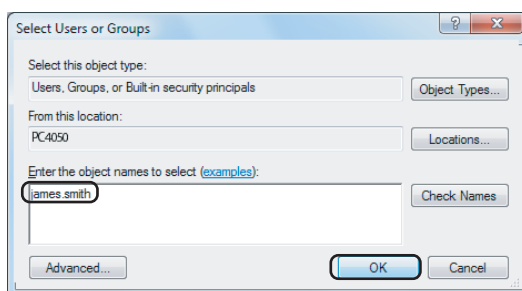 Select Users or Groups
Select this object type:
Users, Groups, or Built-in security principals
Object Types...
From this location:
PC4050
Locations...
Enter the object names to select (examples):
james.smith
Check Names
Advanced...
OK
Cancel